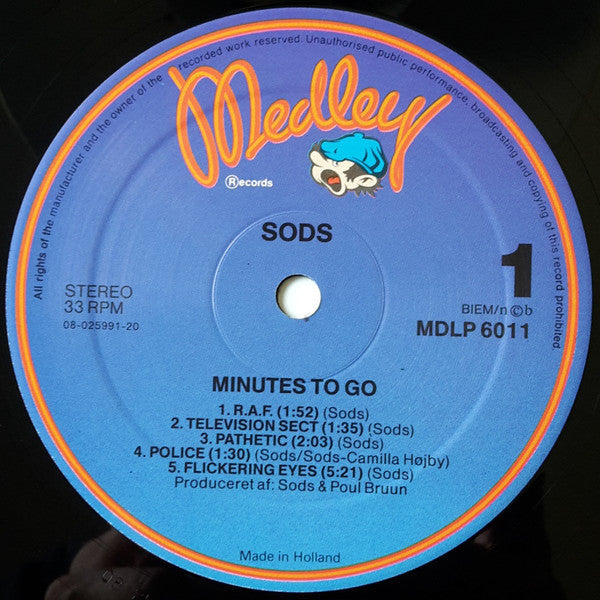 All rights of the manufacturer and the owner of the recorded work reserved. Unauthorised public performance, broadcasting and copying of this record prohibited.
Medley
Records
SODS
1
STEREO
33 RPM
08-025991-20
BIEM/n©b
MDLP 6011
MINUTES TO GO
1. R.A.F. (1:52) (Sods)
2. TELEVISION SECT (1:35) (Sods)
3. PATHETIC (2:03) (Sods)
4. POLICE (1:30) (Sods/Sods-Camilla Højby)
5. FLICKERING EYES (5:21) (Sods)
Produceret af: Sods & Poul Bruun
Made in Holland